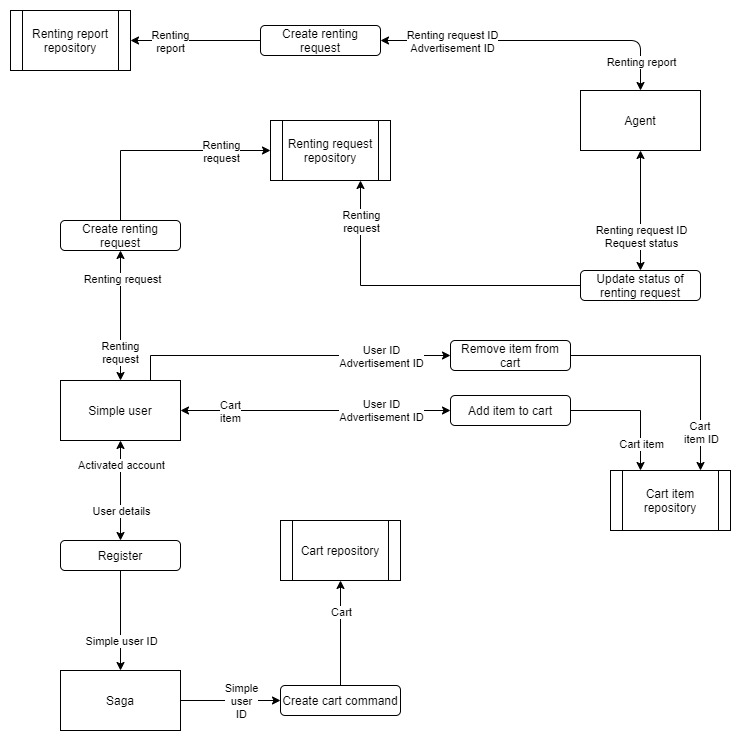 Renting report
repository
Renting
report
Create renting
request
Renting request ID
Advertisement ID
Renting report
Agent
Renting
request
Renting request
repository
Create renting
request
Renting
request
Renting request ID
Request status
Update status of
renting request
Renting request
Renting
request
User ID
Advertisement ID
Remove item from
cart
Simple user
Cart
item
User ID
Advertisement ID
Add item to cart
Cart
item ID
Cart item
Activated account
User details
Cart item
repository
Register
Cart repository
Cart
Simple user ID
Saga
Simple
user
ID
Create cart command